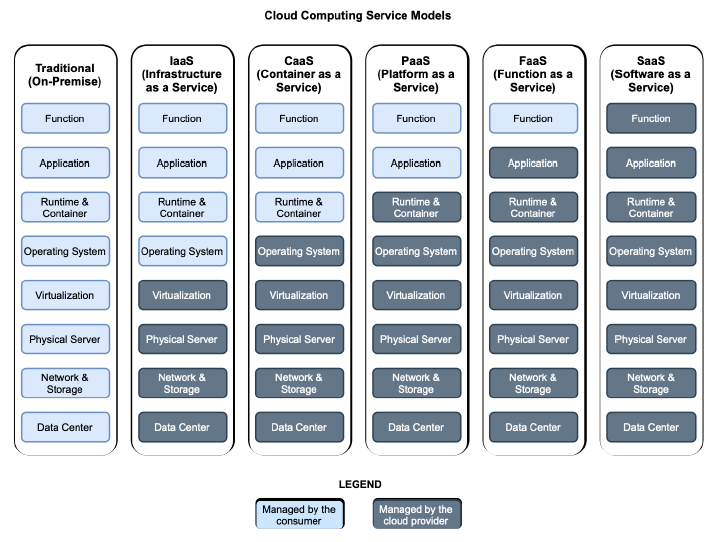 Cloud Computing Service Models
Traditional
(On-Premise)
Function
Application
Runtime &
Container
Operating System
Virtualization
Physical Server
Network &
Storage
Data Center
IaaS
(Infrastructure
as a Service)
Function
Application
Runtime &
Container
Operating System
Virtualization
Physical Server
Network &
Storage
Data Center
CaaS
(Container as a
Service)
Function
Application
Runtime &
Container
Operating System
Virtualization
Physical Server
Network &
Storage
Data Center
PaaS
(Platform as a
Service)
Function
Application
Runtime &
Container
Operating System
Virtualization
Physical Server
Network &
Storage
Data Center
FaaS
(Function as a
Service)
Function
Application
Runtime &
Container
Operating System
Virtualization
Physical Server
Network &
Storage
Data Center
SaaS
(Software as a
Service)
Function
Application
Runtime &
Container
Operating System
Virtualization
Physical Server
Network &
Storage
Data Center
LEGEND
Managed by the
consumer
Managed by the
cloud provider